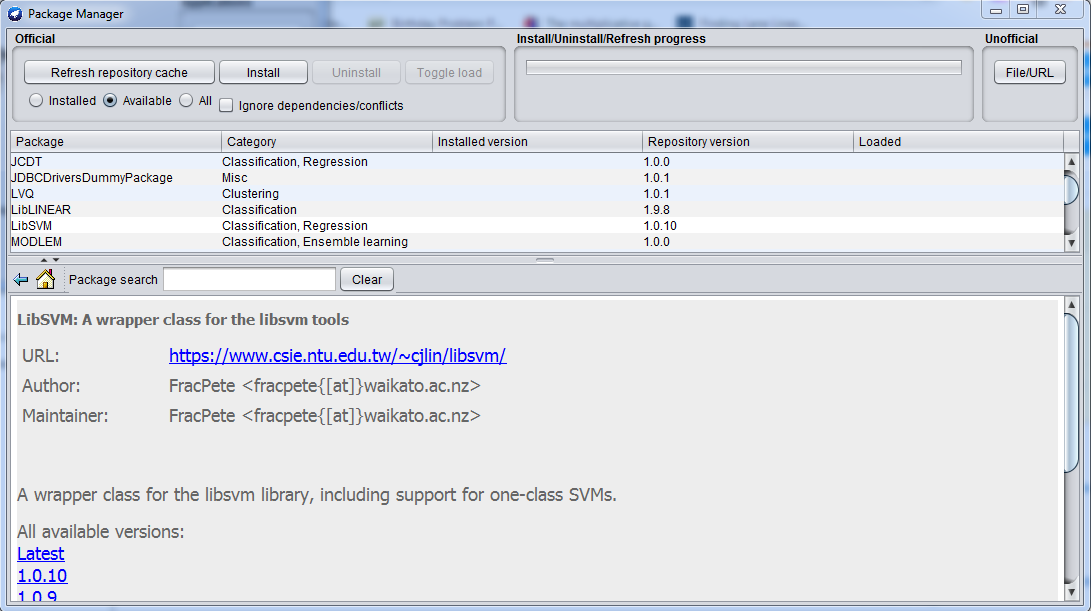 Package Manager
Official
Install/Uninstall/Refresh progress
Unofficial
Refresh repository cache
Install
Uninstall
Toggle load
File/URL
Installed
Available
All
Ignore dependencies/conflicts
Package Category Installed version Repository version Loaded
JCDT Classification, Regression 1.0.0
JDBCDriversDummyPackage Misc 1.0.1
LVQ Clustering 1.0.1
LibLINEAR Classification 1.9.8
LibSVM Classification, Regression 1.0.10
MODLEM Classification, Ensemble learning 1.0.0
Package search
Clear
LibSVM: A wrapper class for the libsvm tools
URL: https://www.csie.ntu.edu.tw/~cjlin/libsvm/
Author: FracPete <fracpete{[at]}waikato.ac.nz>
Maintainer: FracPete <fracpete{[at]}waikato.ac.nz>
A wrapper class for the libsvm library, including support for one-class SVMs.
All available versions:
Latest
1.0.10
1.0.9